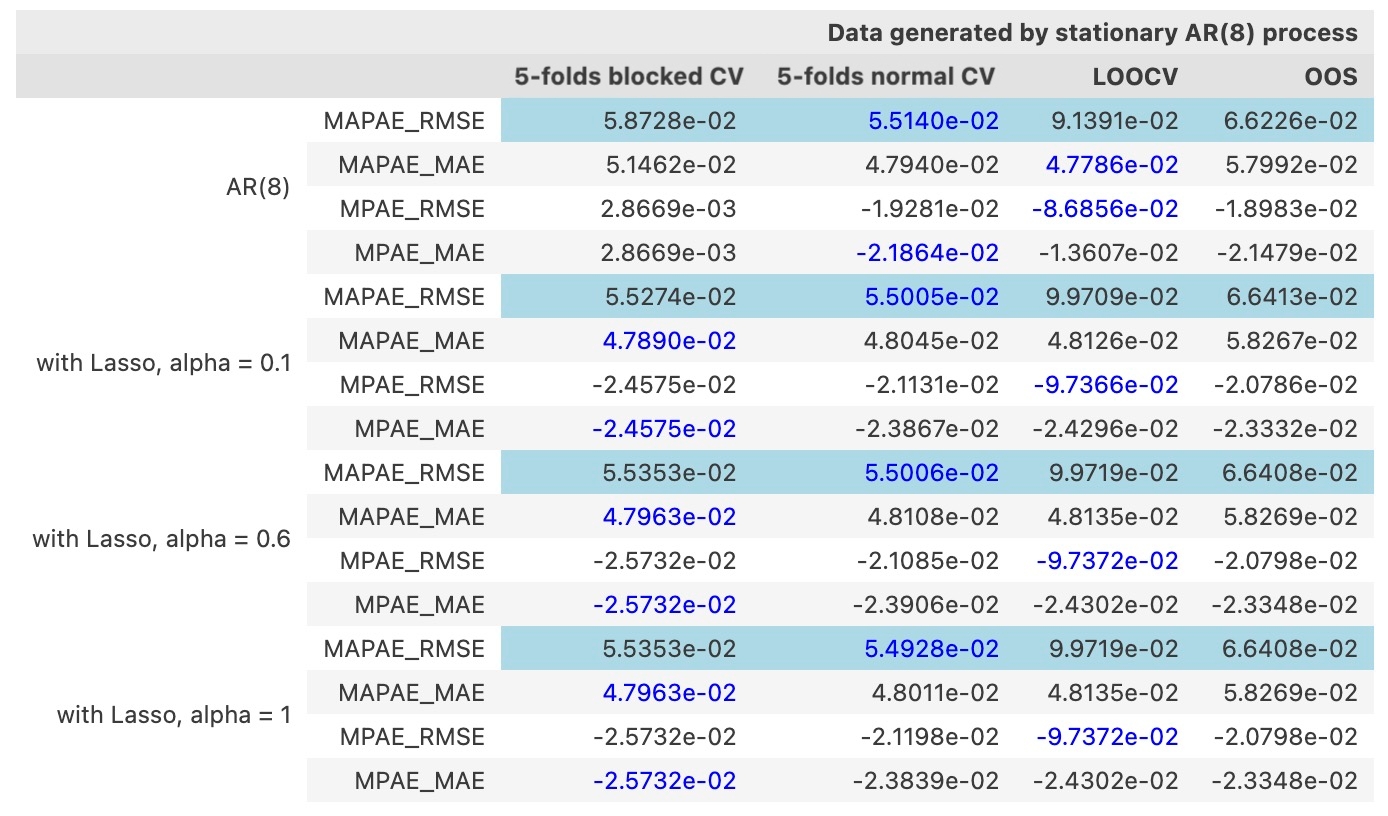 Data generated by stationary AR(8) process
5-folds blocked CV 5-folds normal CV LOOCV OOS
AR(8)
MAPAE_RMSE 5.8728e-02 5.5140e-02 9.1391e-02 6.6226e-02
MAPAE_MAE 5.1462e-02 4.7940e-02 4.7786e-02 5.7992e-02
MPAE_RMSE 2.8669e-03 -1.9281e-02 -8.6856e-02 -1.8983e-02
MPAE_MAE 2.8669e-03 -2.1864e-02 -1.3607e-02 -2.1479e-02
with Lasso, alpha = 0.1
MAPAE_RMSE 5.5274e-02 5.5005e-02 9.9709e-02 6.6413e-02
MAPAE_MAE 4.7890e-02 4.8045e-02 4.8126e-02 5.8267e-02
MPAE_RMSE -2.4575e-02 -2.1131e-02 -9.7366e-02 -2.0786e-02
MPAE_MAE -2.4575e-02 -2.3867e-02 -2.4296e-02 -2.3332e-02
with Lasso, alpha = 0.6
MAPAE_RMSE 5.5353e-02 5.5006e-02 9.9719e-02 6.6408e-02
MAPAE_MAE 4.7963e-02 4.8108e-02 4.8135e-02 5.8269e-02
MPAE_RMSE -2.5732e-02 -2.1085e-02 -9.7372e-02 -2.0798e-02
MPAE_MAE -2.5732e-02 -2.3906e-02 -2.4302e-02 -2.3348e-02
with Lasso, alpha = 1
MAPAE_RMSE 5.5353e-02 5.4928e-02 9.9719e-02 6.6408e-02
MAPAE_MAE 4.7963e-02 4.8011e-02 4.8135e-02 5.8269e-02
MPAE_RMSE -2.5732e-02 -2.1198e-02 -9.7372e-02 -2.0798e-02
MPAE_MAE -2.5732e-02 -2.3839e-02 -2.4302e-02 -2.3348e-02